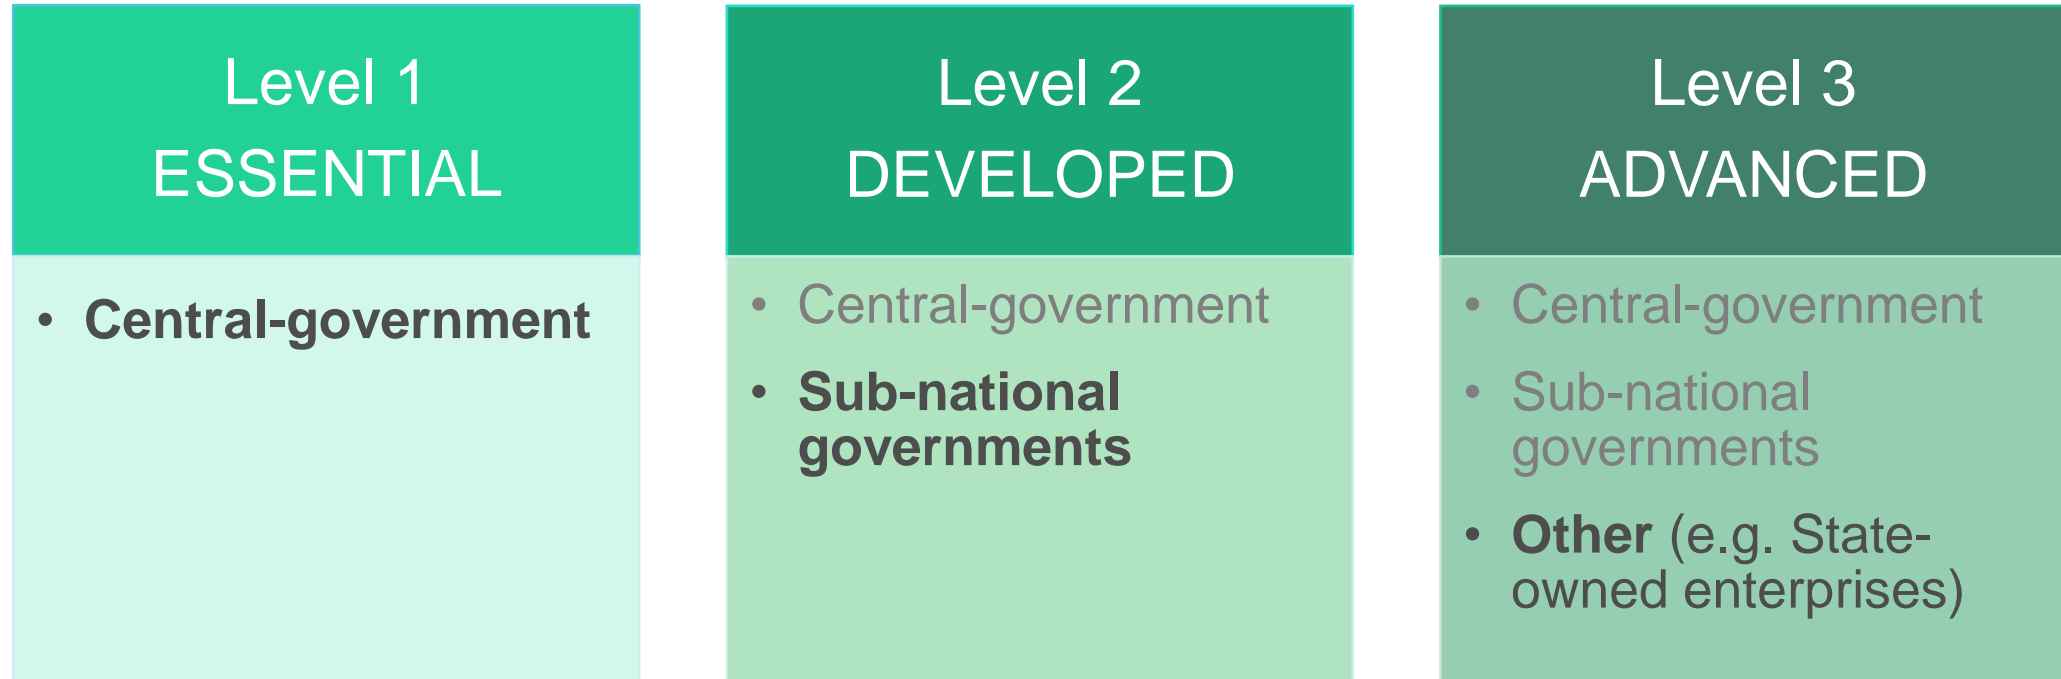 Level 1
ESSENTIAL
• Central-government
Level 2
DEVELOPED
• Central-government
• Sub-national
governments
Level 3
ADVANCED
• Central-government
• Sub-national
governments
• Other (e.g. State-
owned enterprises)